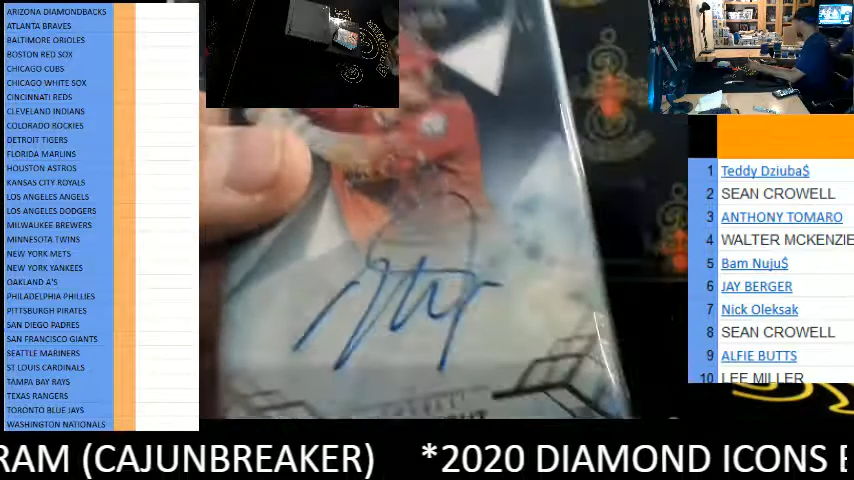 ARIZONA DIAMONDBACKS
ATLANTA BRAVES
BALTIMORE ORIOLES
BOSTON RED SOX
CHICAGO CUBS
CHICAGO WHITE SOX
CINCINNATI REDS
CLEVELAND INDIANS
COLORADO ROCKIES
DETROIT TIGERS
FLORIDA MARLINS
HOUSTON ASTROS
KANSAS CITY ROYALS
LOS ANGELES ANGELS
LOS ANGELES DODGERS
MILWAUKEE BREWERS
MINNESOTA TWINS
NEW YORK METS
NEW YORK YANKEES
OAKLAND A'S
PHILADELPHIA PHILLIES
PITTSBURGH PIRATES
SAN DIEGO PADRES
SAN FRANCISCO GIANTS
SEATTLE MARINERS
ST LOUIS CARDINALS
TAMPA BAY RAYS
TEXAS RANGERS
TORONTO BLUE JAYS
WASHINGTON NATIONALS
1 Teddy Dziuba$
2 SEAN CROWELL
3 ANTHONY TOMARO
4 WALTER MCKENZIE
5 Bam Nuju$
6 JAY BERGER
7 Nick Oleksak
8 SEAN CROWELL
9 ALFIE BUTTS
10 LEE MILLER
RAM (CAJUNBREAKER) *2020 DIAMOND ICONS